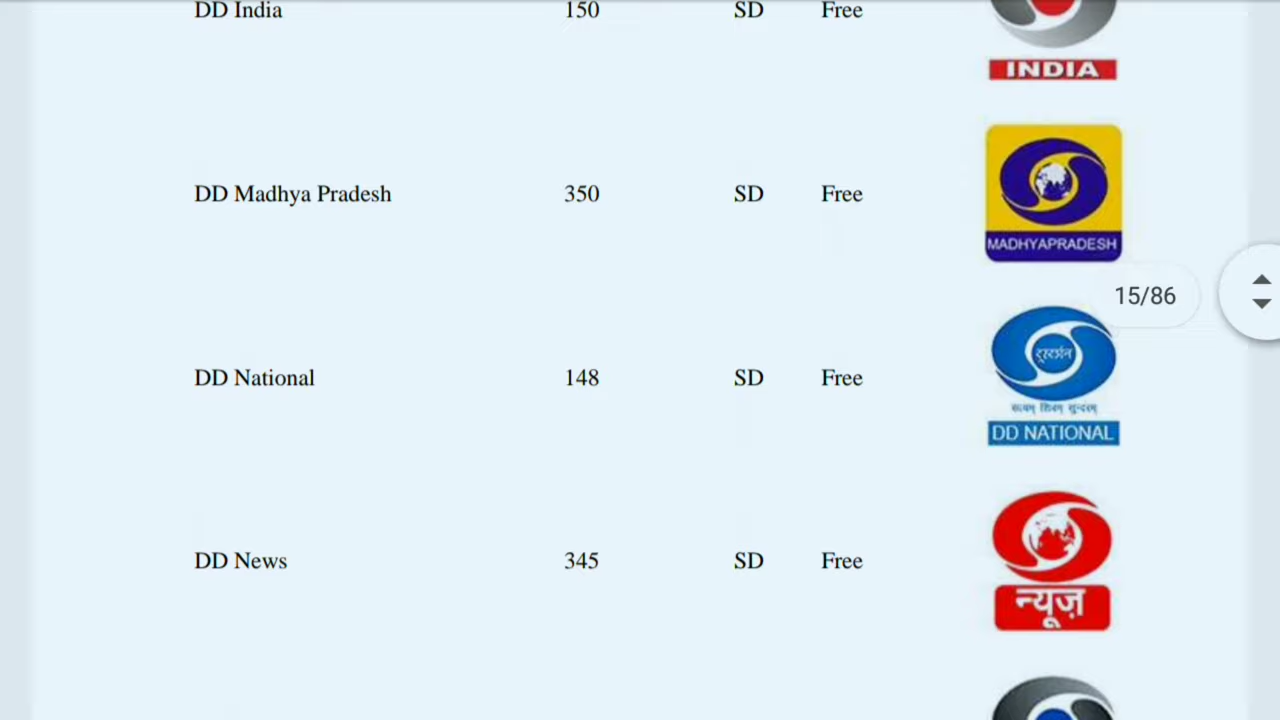 DD India 150 SD Free
INDIA
DD Madhya Pradesh 350 SD Free
MADHYAPRADESH
15/86
DD National 148 SD Free
दूरदर्शन
सत्यम् शिवम् सुन्दरम्
DD NATIONAL
DD News 345 SD Free
न्यूज़